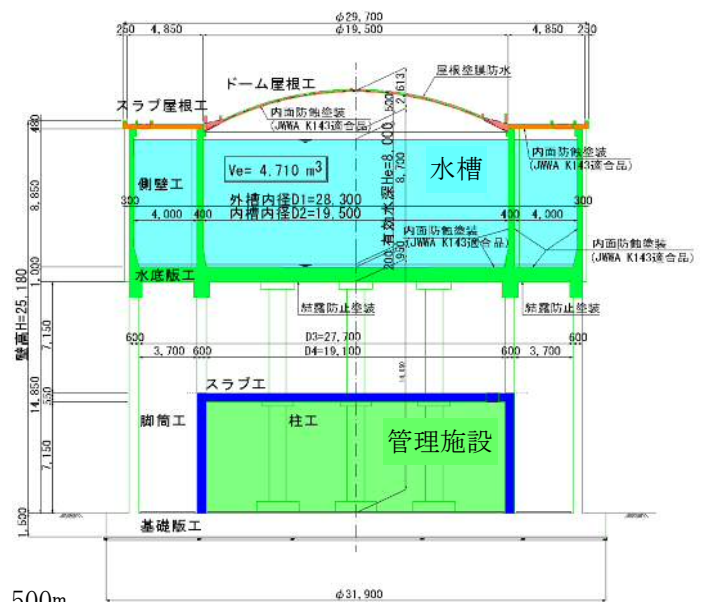 φ29,700
250 4,850 φ19,500 4,850 250
ドーム屋根工
屋根塗膜防水
スラブ屋根工
内面防蝕塗装
(JWWA K143適合品)
500
2,613
480
内面防蝕塗装
(JWWA K143適合品)
Ve= 4.710 m³
水槽
側壁工
8,850
8,700
有効水深He=8,000
外槽内径D1=28,300
内槽内径D2=19,500
300 4,000 400
400 4,000 300
内面防蝕塗装
(JWWA K143適合品)
内面防蝕塗装
(JWWA K143適合品)
200
1,000
水底版工
結露防止塗装
結露防止塗装
壁高H=25,180
7,150
600 D3=27,700 600
3,700 600 D4=19,100 600 3,700
スラブ工
14,850
550
脚筒工
柱工
管理施設
7,150
1,500
基礎版工
500m
φ31,900